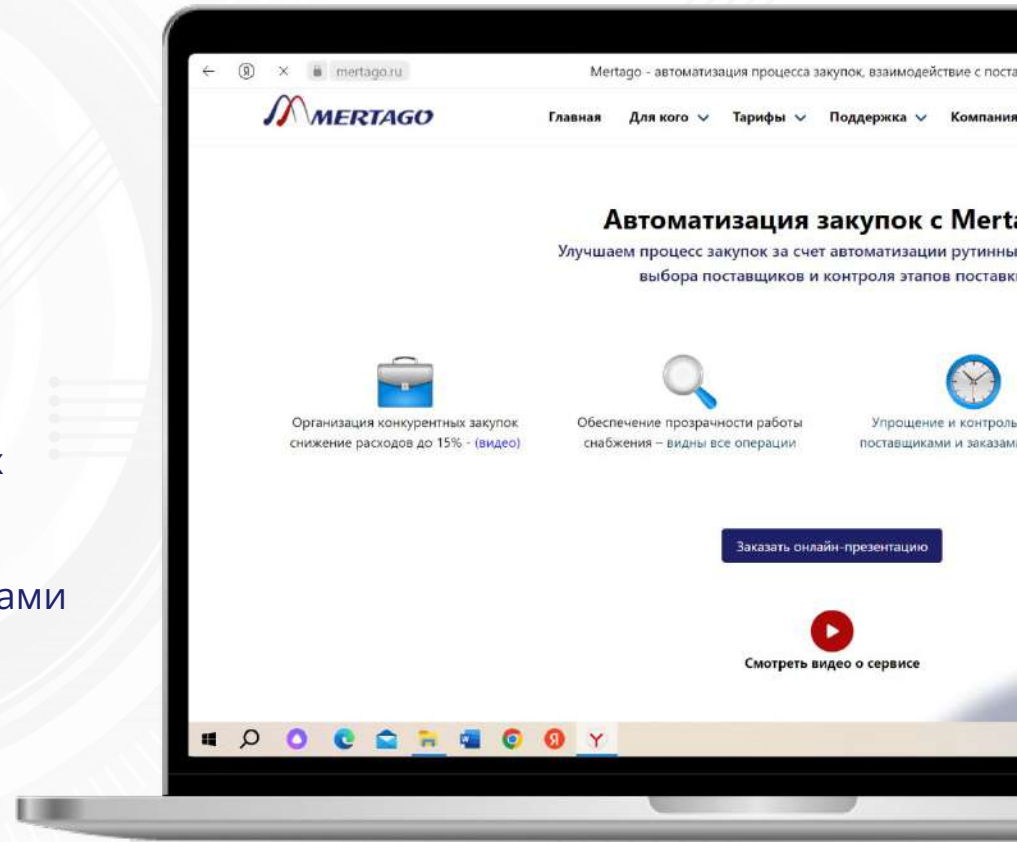 mertago.ru
Mertago - автоматизация процесса закупок, взаимодействие с поста
MERTAGO
Главная Для кого Тарифы Поддержка Компания
Автоматизация закупок с Merta
Улучшаем процесс закупок за счет автоматизации рутинны
выбора поставщиков и контроля этапов поставки
Организация конкурентных закупок
снижение расходов до 15% - (видео)
Обеспечение прозрачности работы
снабжения – видны все операции
Упрощение и контроль
поставщиками и заказам
Заказать онлайн-презентацию
Смотреть видео о сервисе
к
ами